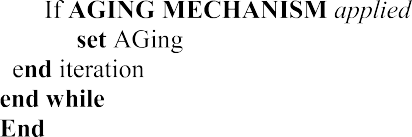 If AGING MECHANISM applied
set AGing
end iteration
end while
End